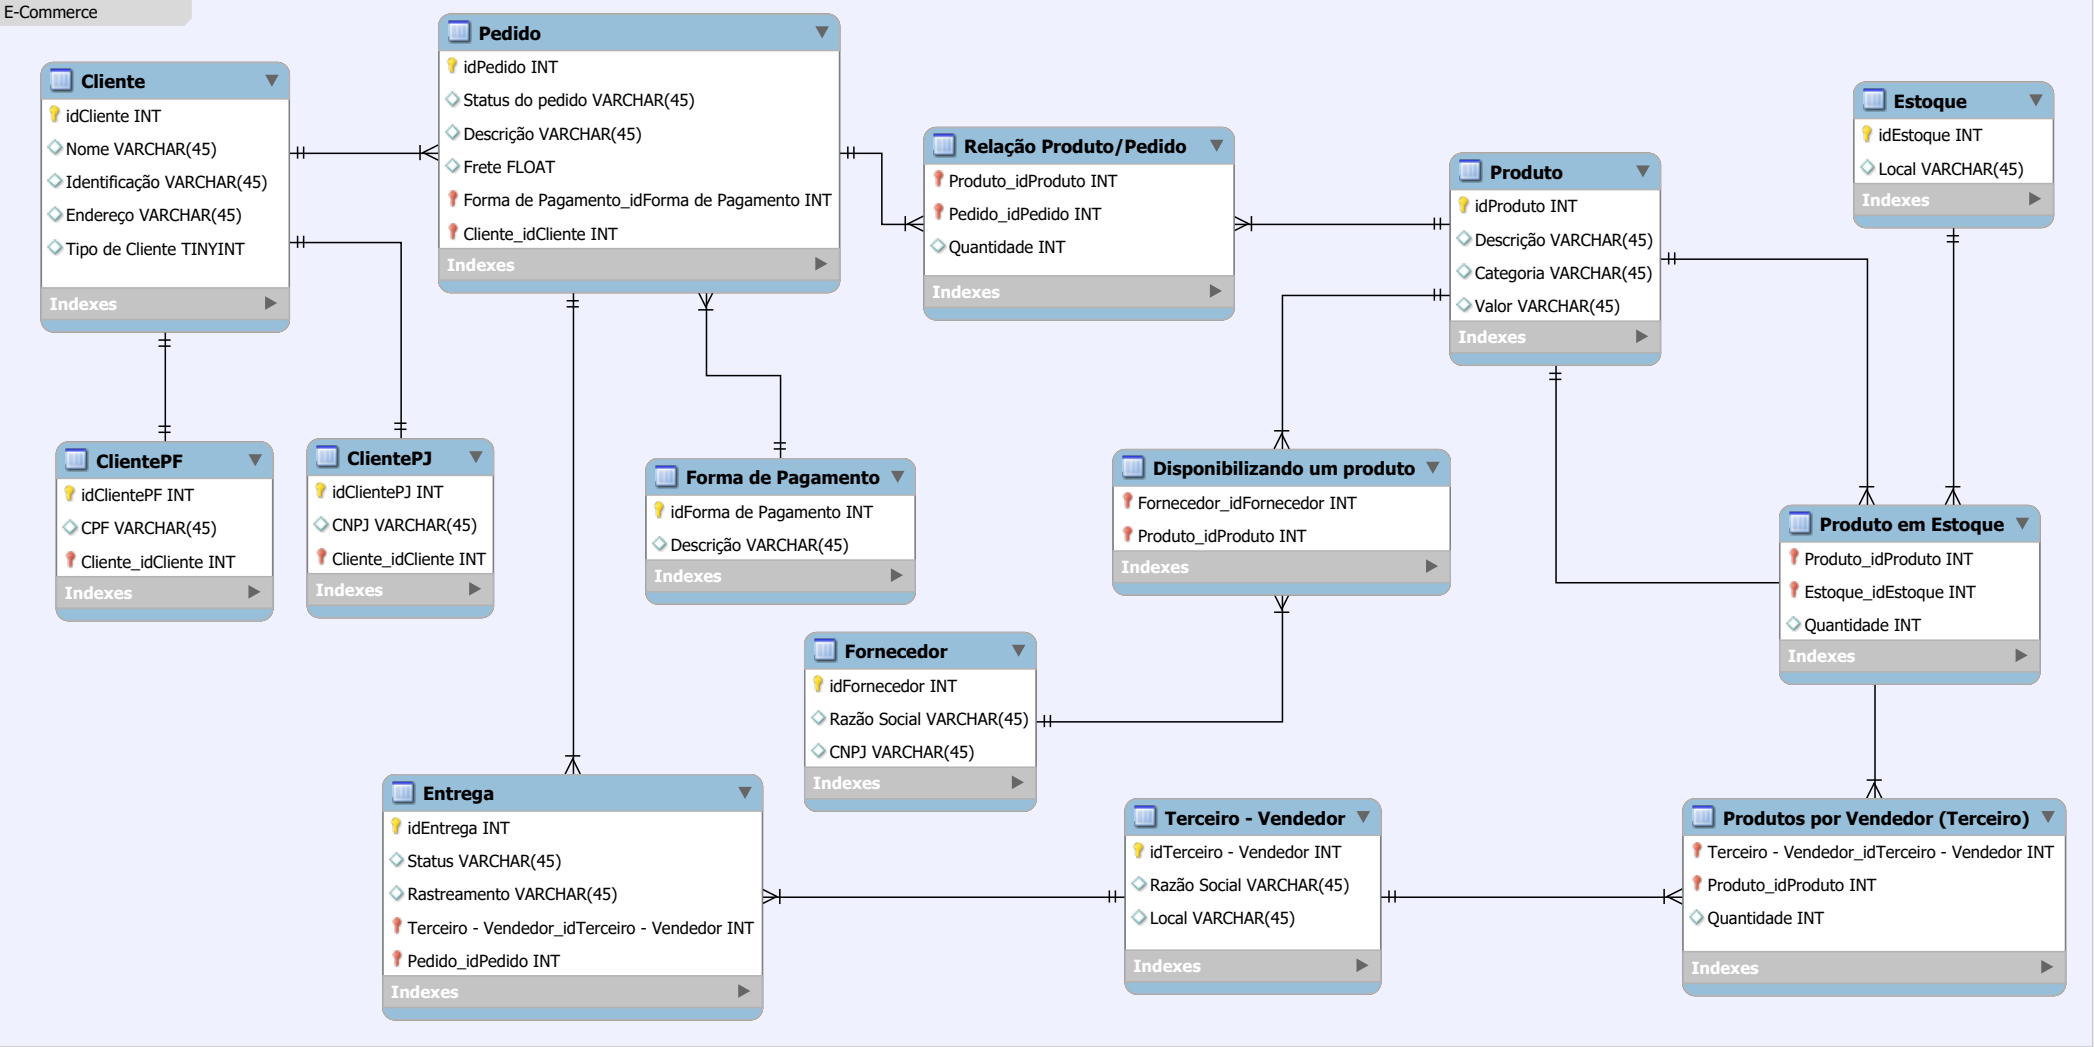 E-Commerce
Cliente
idCliente INT
Nome VARCHAR(45)
Identificação VARCHAR(45)
Endereço VARCHAR(45)
Tipo de Cliente TINYINT
Indexes
Pedido
idPedido INT
Status do pedido VARCHAR(45)
Descrição VARCHAR(45)
Frete FLOAT
Forma de Pagamento_idForma de Pagamento INT
Cliente_idCliente INT
Indexes
Relação Produto/Pedido
Produto_idProduto INT
Pedido_idPedido INT
Quantidade INT
Indexes
Produto
idProduto INT
Descrição VARCHAR(45)
Categoria VARCHAR(45)
Valor VARCHAR(45)
Indexes
Estoque
idEstoque INT
Local VARCHAR(45)
Indexes
ClientePF
idClientePF INT
CPF VARCHAR(45)
Cliente_idCliente INT
Indexes
ClientePJ
idClientePJ INT
CNPJ VARCHAR(45)
Cliente_idCliente INT
Indexes
Forma de Pagamento
idForma de Pagamento INT
Descrição VARCHAR(45)
Indexes
Disponibilizando um produto
Fornecedor_idFornecedor INT
Produto_idProduto INT
Indexes
Produto em Estoque
Produto_idProduto INT
Estoque_idEstoque INT
Quantidade INT
Indexes
Fornecedor
idFornecedor INT
Razão Social VARCHAR(45)
CNPJ VARCHAR(45)
Indexes
Entrega
idEntrega INT
Status VARCHAR(45)
Rastreamento VARCHAR(45)
Terceiro - Vendedor_idTerceiro - Vendedor INT
Pedido_idPedido INT
Indexes
Terceiro - Vendedor
idTerceiro - Vendedor INT
Razão Social VARCHAR(45)
Local VARCHAR(45)
Indexes
Produtos por Vendedor (Terceiro)
Terceiro - Vendedor_idTerceiro - Vendedor INT
Produto_idProduto INT
Quantidade INT
Indexes